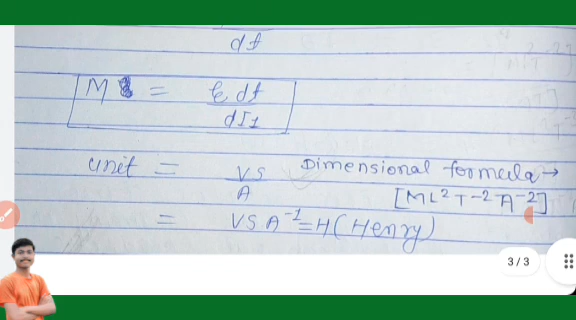 dt
M = ε dt
dI1
unit = VS Dimensional formula →
A [ML²T⁻²A⁻²]
= VSA⁻¹=H(Henry)
3/3